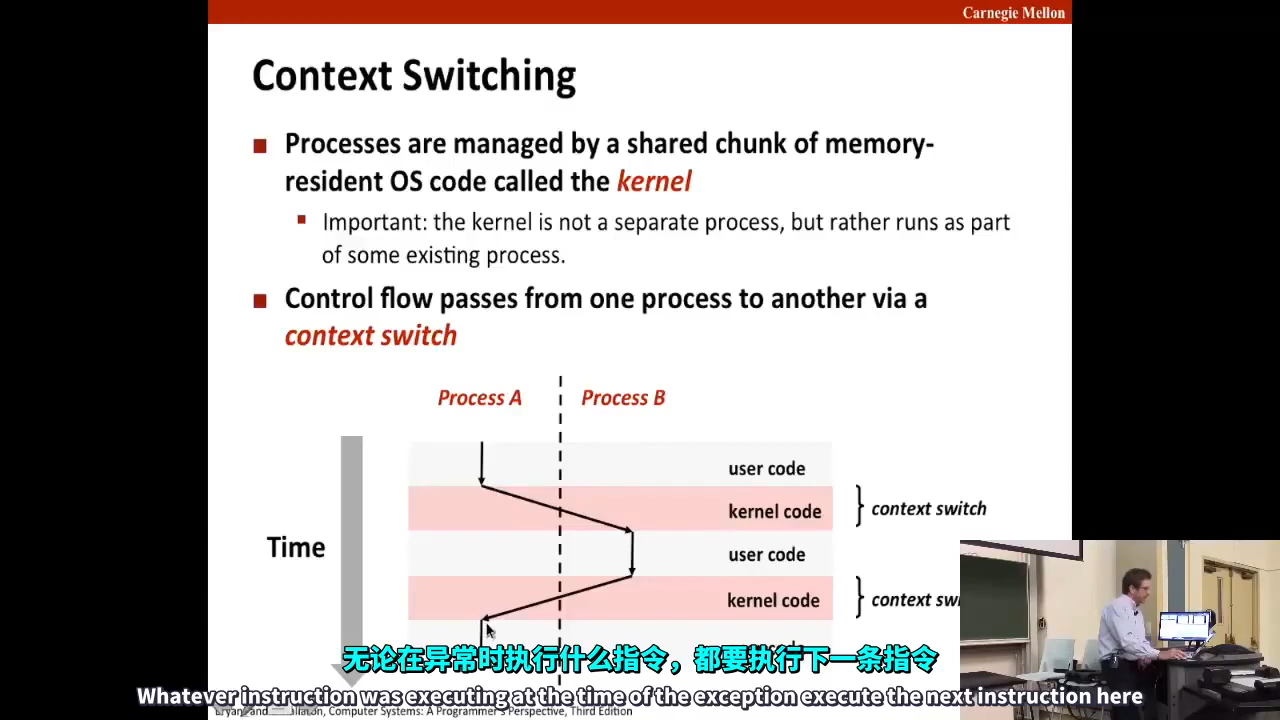 Carnegie Mellon
Context Switching
Processes are managed by a shared chunk of memory-
resident OS code called the kernel
Important: the kernel is not a separate process, but rather runs as part
of some existing process.
Control flow passes from one process to another via a
context switch
Process A
Process B
user code
kernel code
context switch
Time
user code
kernel code
context
无论在异常时执行什么指令，都要执行下一条指令
Whatever instruction was executing at the time of the exception execute the next instruction here
Computer Systems: A Programmer's Perspective, Third Edition